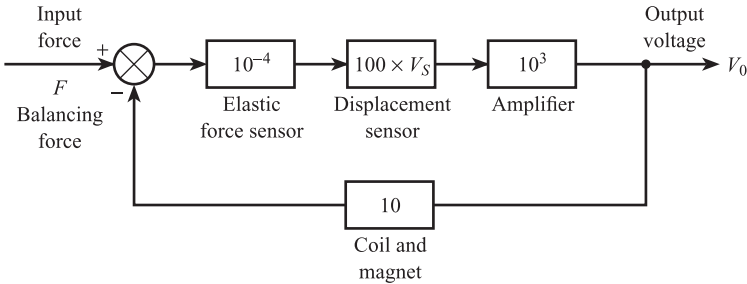 Input
force
+
F
Balancing
force
−
10⁻⁴
Elastic
force sensor
100 × V_S
Displacement
sensor
10³
Amplifier
Output
voltage
V₀
10
Coil and
magnet